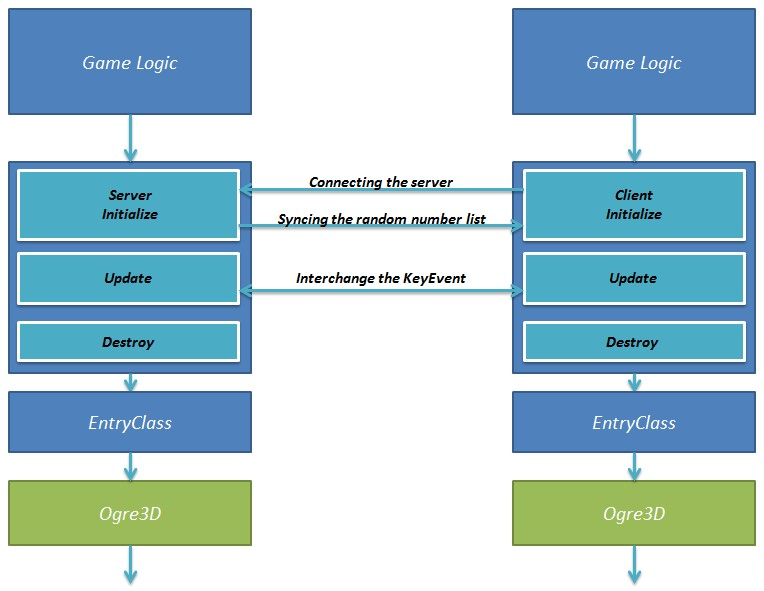 Game Logic
Game Logic
Server
Initialize
Connecting the server
Syncing the random number list
Client
Initialize
Update
Interchange the KeyEvent
Update
Destroy
Destroy
EntryClass
EntryClass
Ogre3D
Ogre3D